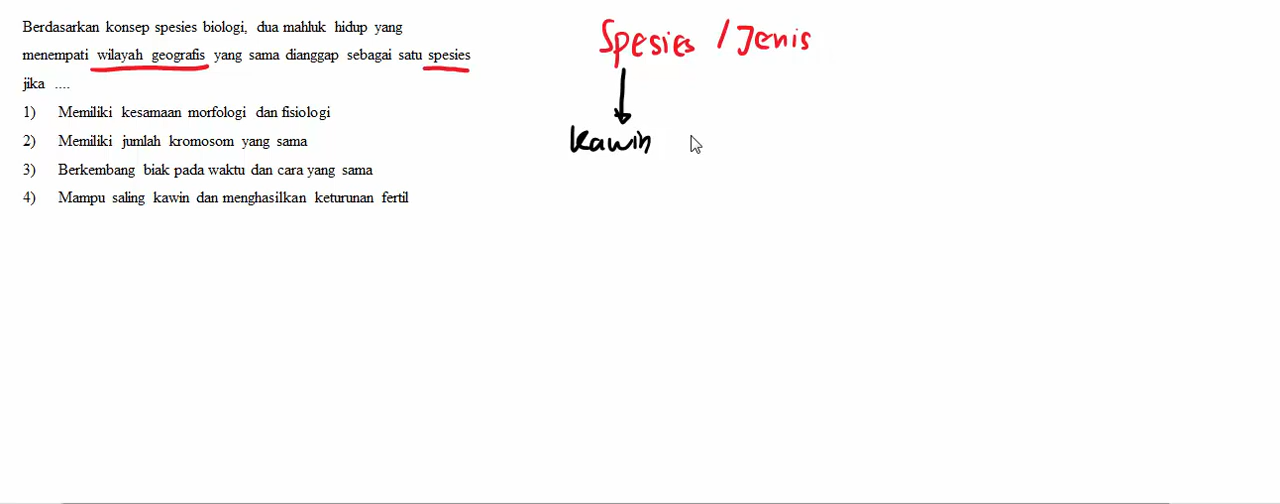 Berdasarkan konsep spesies biologi, dua mahluk hidup yang
menempati wilayah geografis yang sama dianggap sebagai satu spesies
jika ....
1) Memiliki kesamaan morfologi dan fisiologi
2) Memiliki jumlah kromosom yang sama
3) Berkembang biak pada waktu dan cara yang sama
4) Mampu saling kawin dan menghasilkan keturunan fertil
Spesies / Jenis
Kawin